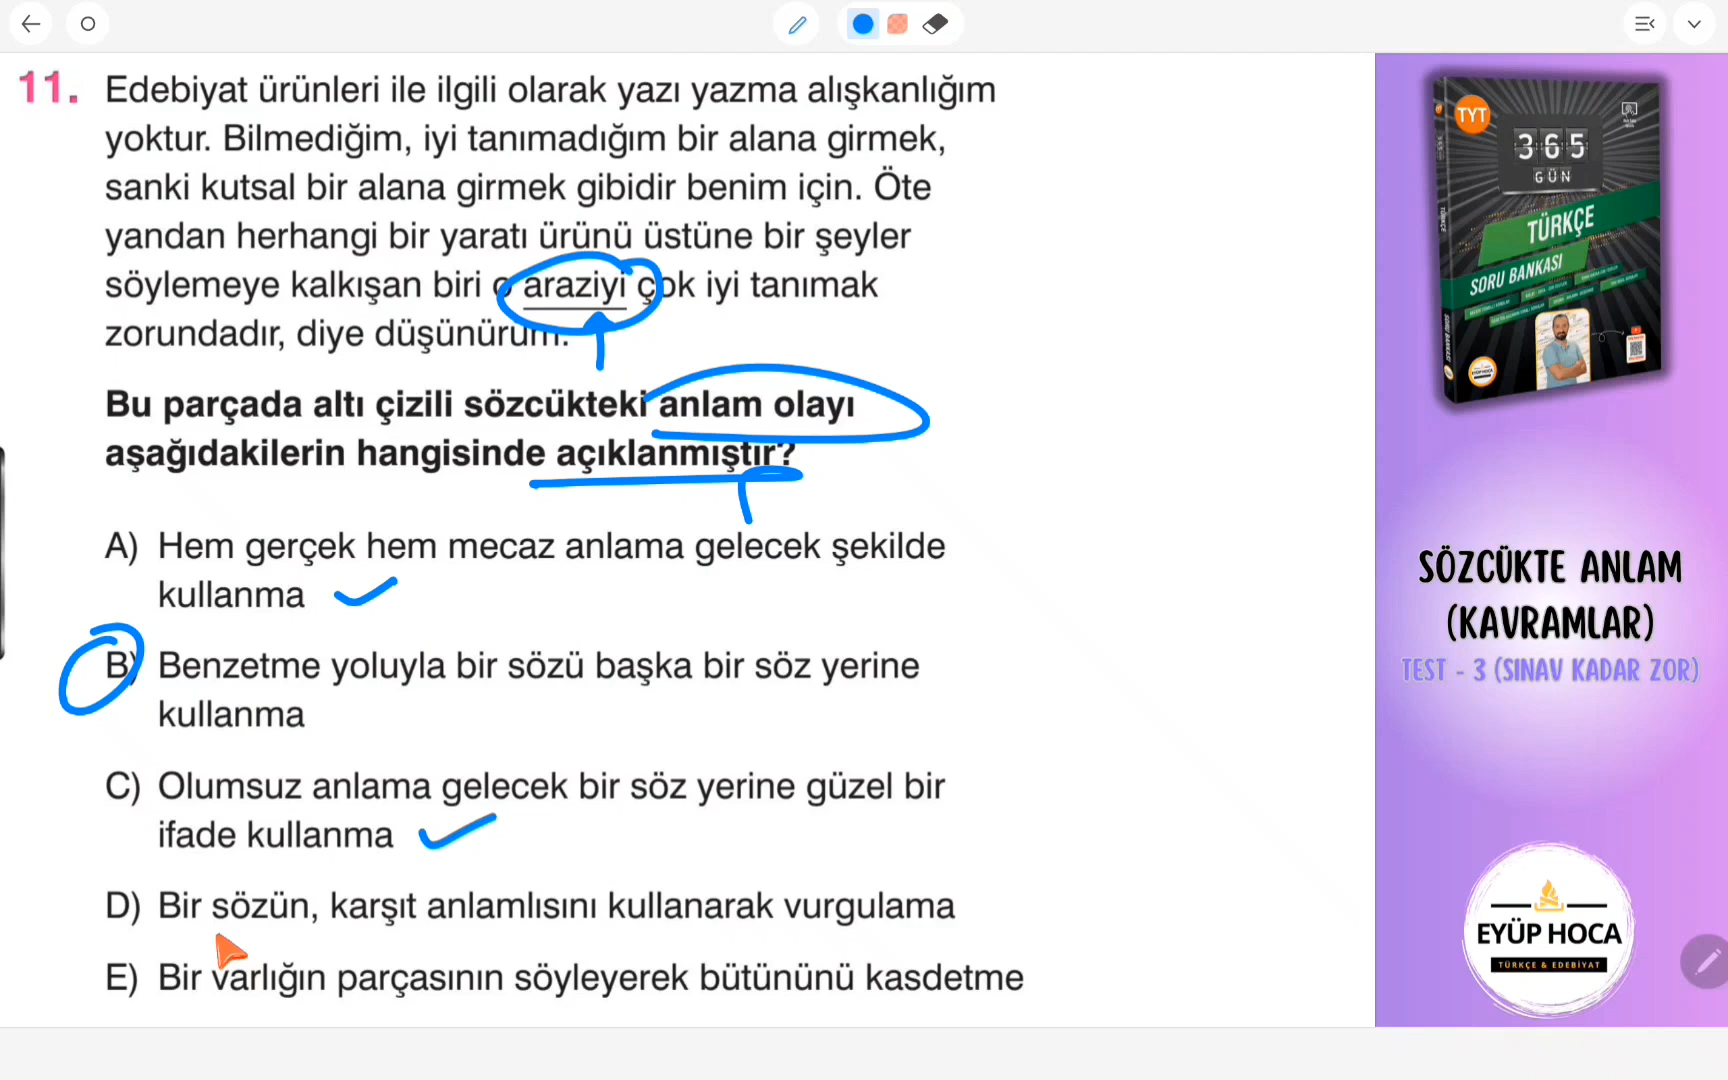 11. Edebiyat ürünleri ile ilgili olarak yazı yazma alışkanlığım
yoktur. Bilmediğim, iyi tanımadığım bir alana girmek,
sanki kutsal bir alana girmek gibidir benim için. Öte
yandan herhangi bir yaratı ürünü üstüne bir şeyler
söylemeye kalkışan biri o araziyi çok iyi tanımak
zorundadır, diye düşünürüm.
Bu parçada altı çizili sözcükteki anlam olayı
aşağıdakilerin hangisinde açıklanmıştır?
A) Hem gerçek hem mecaz anlama gelecek şekilde
kullanma
B) Benzetme yoluyla bir sözü başka bir söz yerine
kullanma
C) Olumsuz anlama gelecek bir söz yerine güzel bir
ifade kullanma
D) Bir sözün, karşıt anlamlısını kullanarak vurgulama
E) Bir varlığın parçasının söyleyerek bütününü kasdetme
TYT
365
GÜN
TÜRKÇE
SORU BANKASI
SÖZCÜKTE ANLAM
(KAVRAMLAR)
TEST - 3 (SINAV KADAR ZOR)
EYÜP HOCA
TÜRKÇE & EDEBİYAT